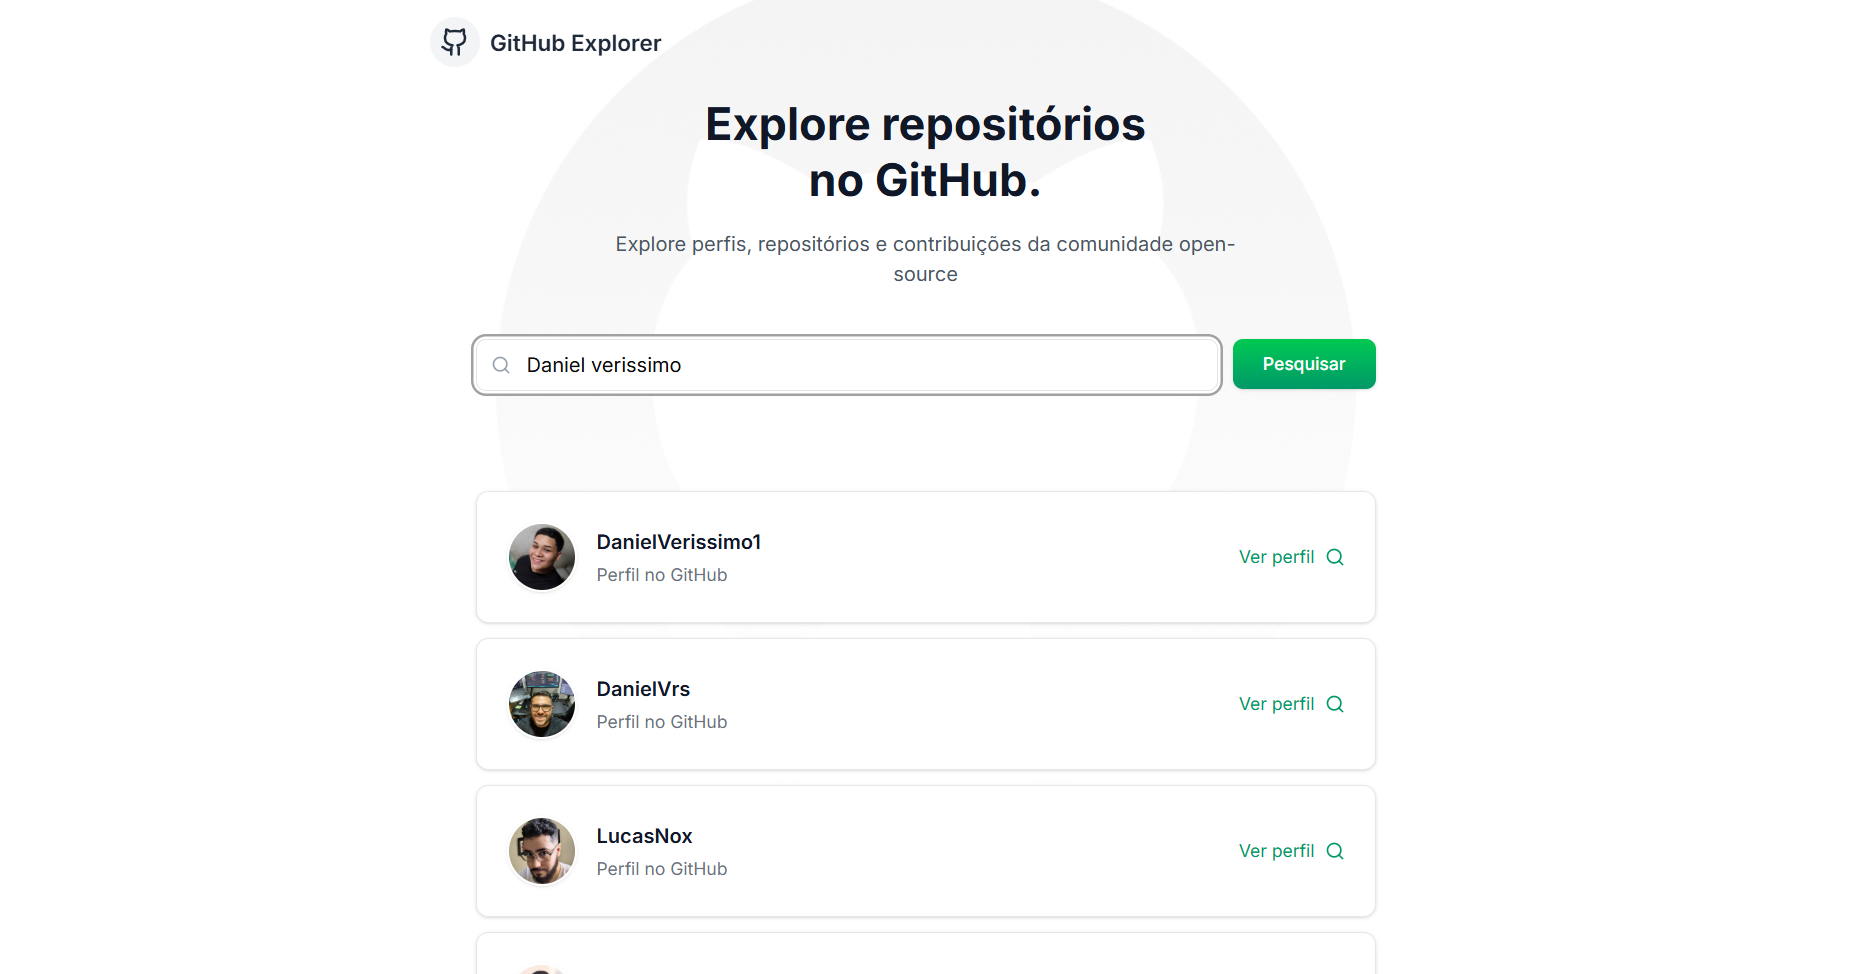 GitHub Explorer
Explore repositórios
no GitHub.
Explore perfis, repositórios e contribuições da comunidade open-
source
Daniel verissimo
Pesquisar
DanielVerissimo1
Perfil no GitHub
Ver perfil
DanielVrs
Perfil no GitHub
Ver perfil
LucasNox
Perfil no GitHub
Ver perfil